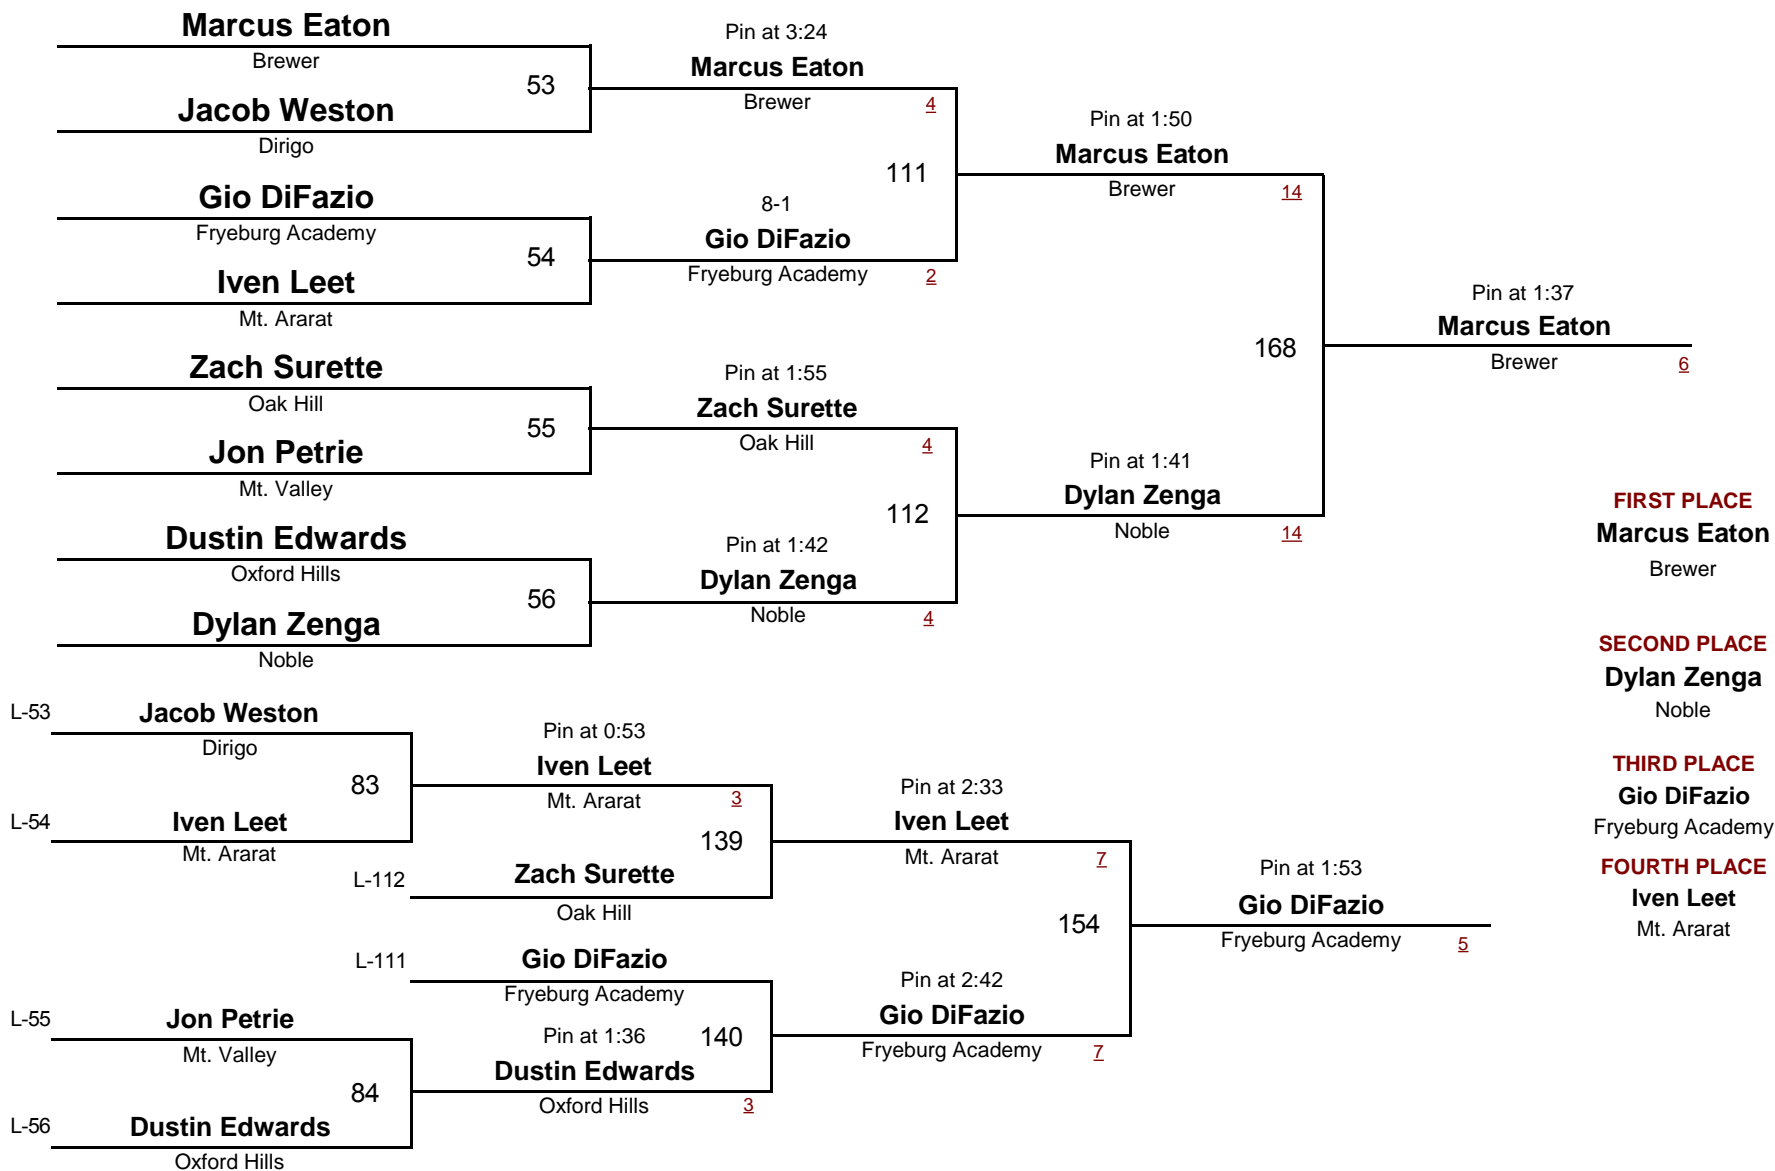 Marcus Eaton
Brewer
53
Jacob Weston
Dirigo
Gio DiFazio
Fryeburg Academy
54
Iven Leet
Mt. Ararat
Zach Surette
Oak Hill
55
Jon Petrie
Mt. Valley
Dustin Edwards
Oxford Hills
56
Dylan Zenga
Noble
Pin at 3:24
Marcus Eaton
Brewer 4
111
8-1
Gio DiFazio
Fryeburg Academy 2
Pin at 1:55
Zach Surette
Oak Hill 4
112
Pin at 1:42
Dylan Zenga
Noble 4
Pin at 1:50
Marcus Eaton
Brewer 14
168
Pin at 1:41
Dylan Zenga
Noble 14
Pin at 1:37
Marcus Eaton
Brewer 6
FIRST PLACE
Marcus Eaton
Brewer
SECOND PLACE
Dylan Zenga
Noble
THIRD PLACE
Gio DiFazio
Fryeburg Academy
FOURTH PLACE
Iven Leet
Mt. Ararat
L-53 Jacob Weston
Dirigo
83
L-54 Iven Leet
Mt. Ararat
L-55 Jon Petrie
Mt. Valley
84
L-56 Dustin Edwards
Oxford Hills
Pin at 0:53
Iven Leet
Mt. Ararat 3
139
L-112 Zach Surette
Oak Hill
L-111 Gio DiFazio
Fryeburg Academy
140
Pin at 1:36
Dustin Edwards
Oxford Hills 3
Pin at 2:33
Iven Leet
Mt. Ararat 7
154
Pin at 2:42
Gio DiFazio
Fryeburg Academy 7
Pin at 1:53
Gio DiFazio
Fryeburg Academy 5